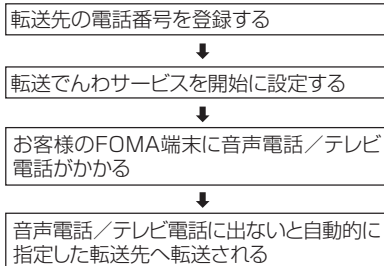 転送先の電話番号を登録する
転送でんわサービスを開始に設定する
お客様のFOMA端末に音声電話／テレビ
電話がかかる
音声電話／テレビ電話に出ないと自動的に
指定した転送先へ転送される